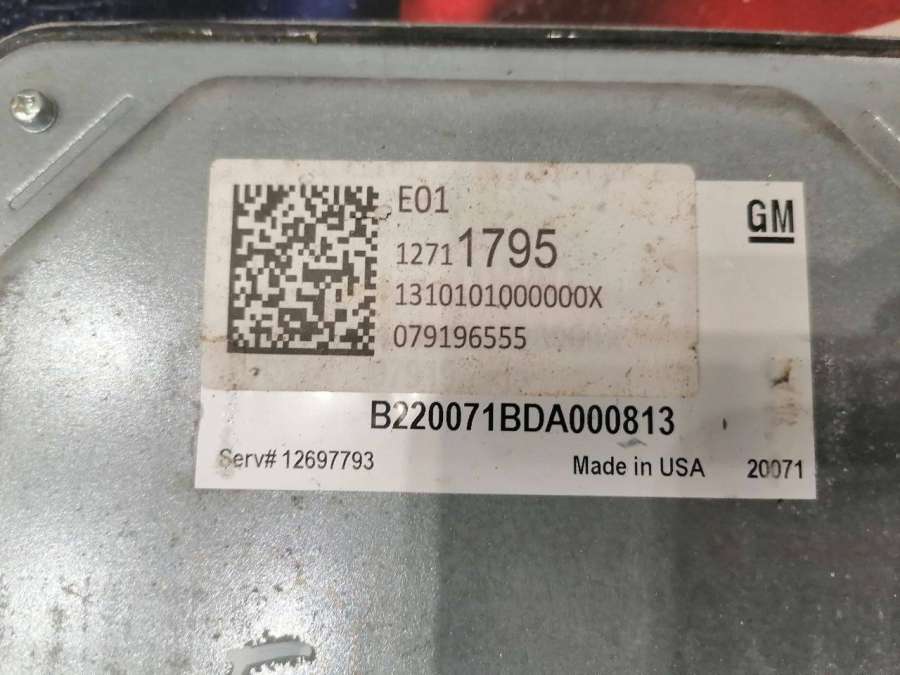 E01
GM
12711795
1310101000000X
079196555
B220071BDA000813
Serv# 12697793 Made in USA 20071